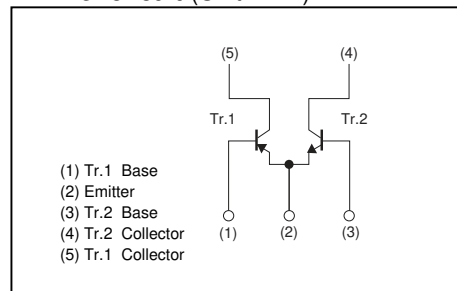 (5)
(4)
Tr.1
Tr.2
(1) Tr.1 Base
(2) Emitter
(3) Tr.2 Base
(4) Tr.2 Collector
(5) Tr.1 Collector
(1)
(2)
(3)